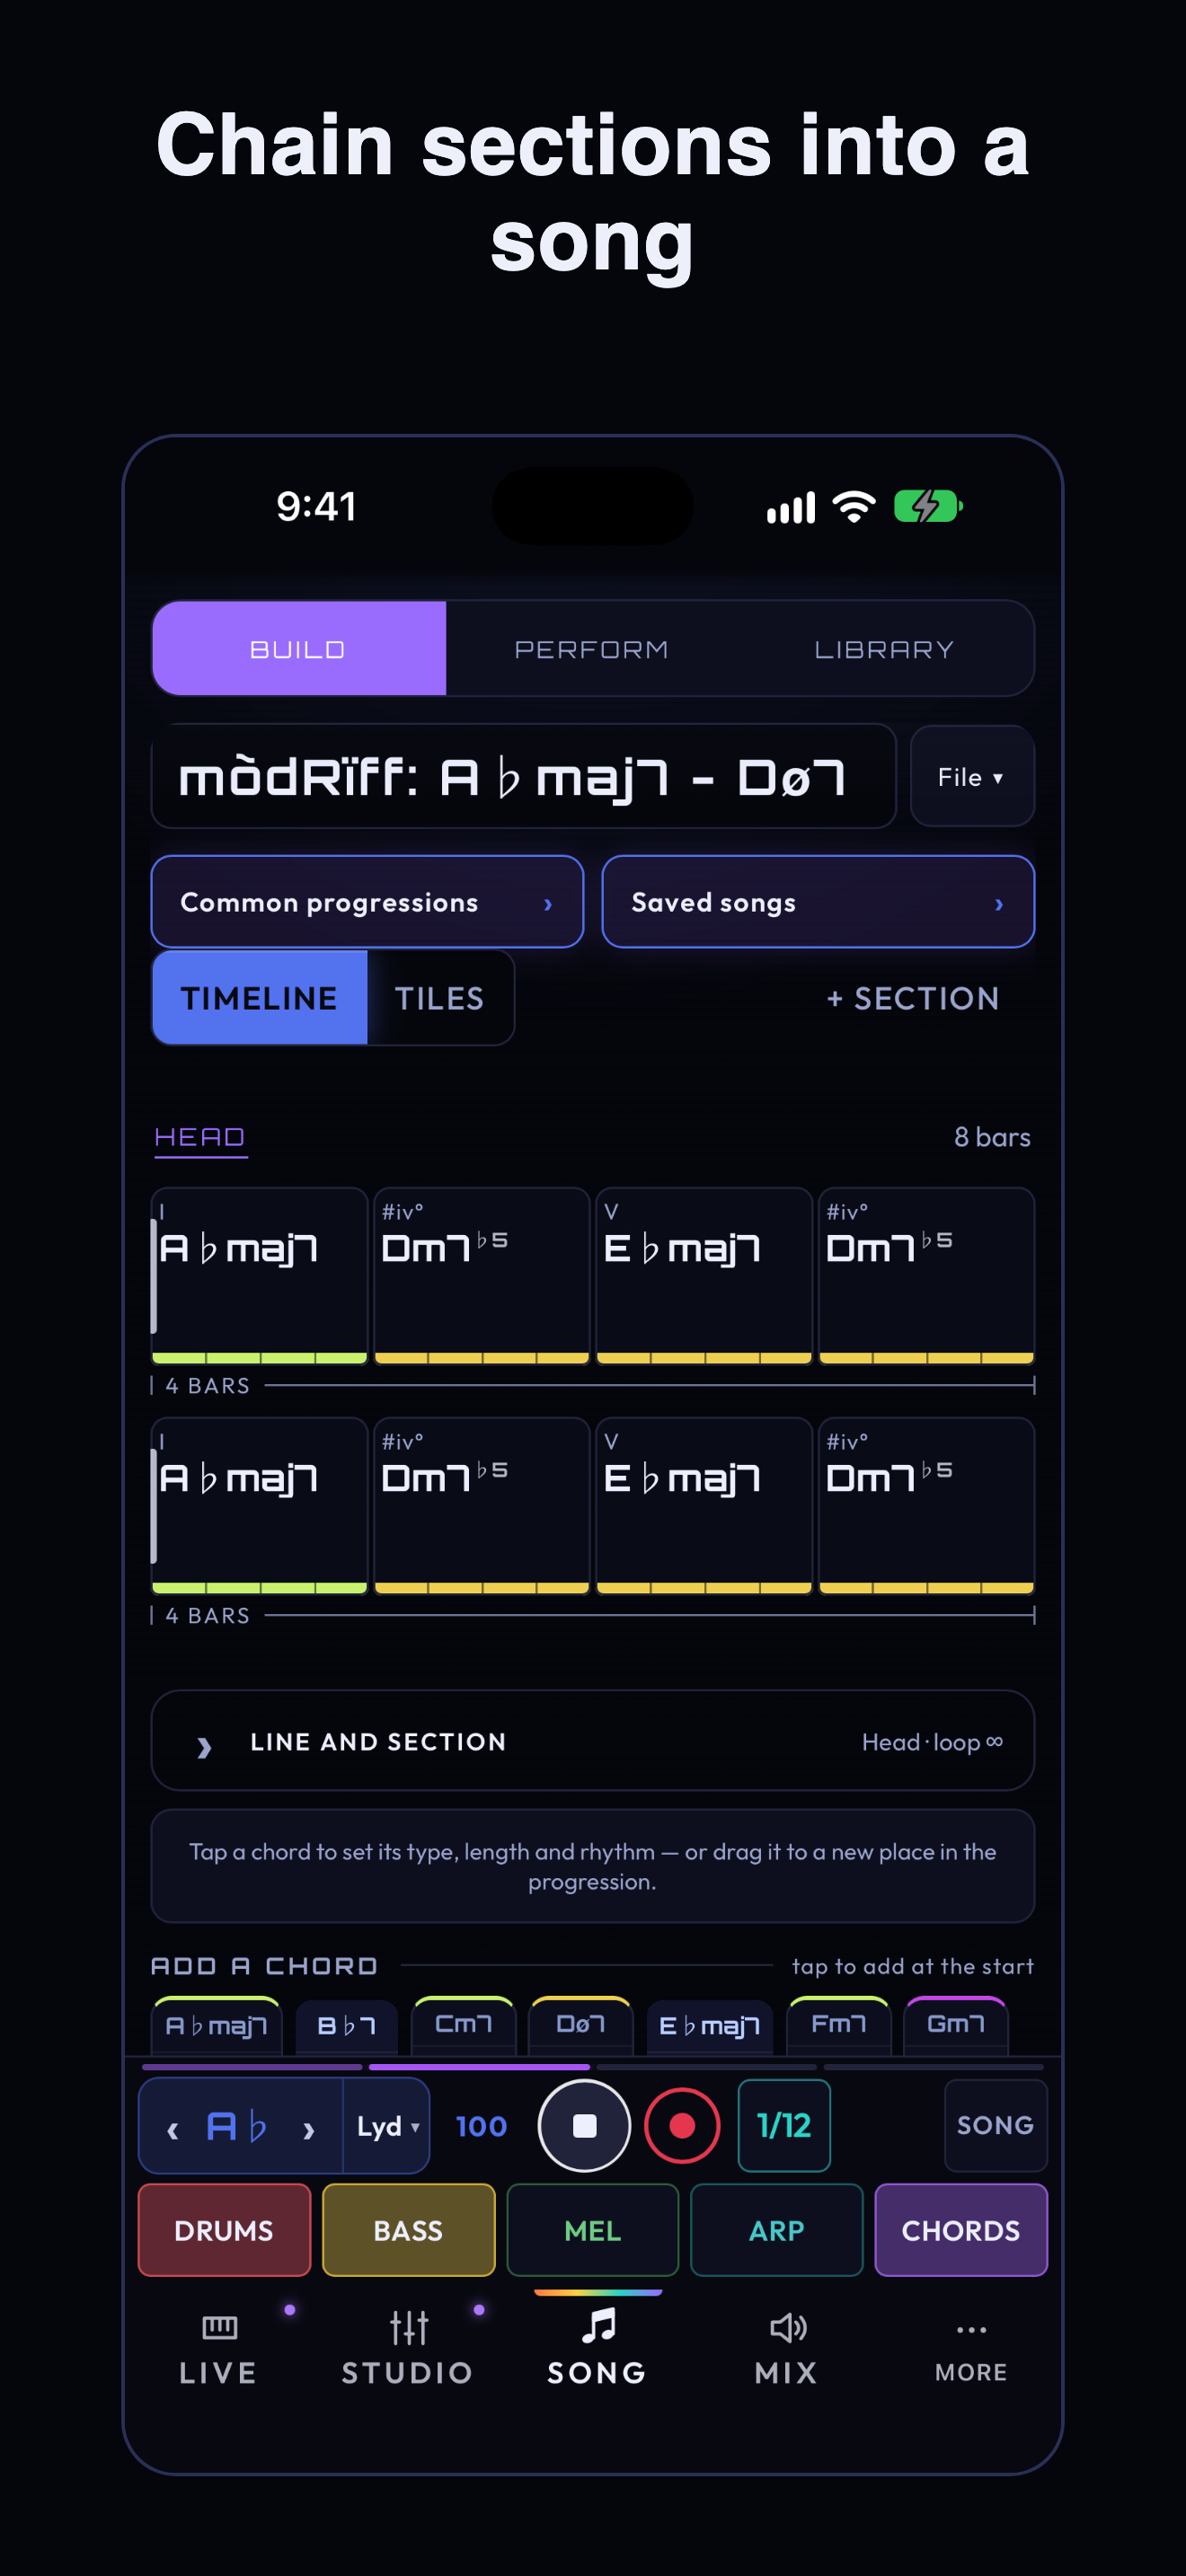 Chain sections into a
song
9:41
BUILD
PERFORM
LIBRARY
mòdRïff: A♭maj7 - Dø7
File ▾
Common progressions ›
Saved songs ›
TIMELINE
TILES
+ SECTION
HEAD
8 bars
I
#iv°
V
#iv°
A♭maj7
Dm7♭5
E♭maj7
Dm7♭5
4 BARS
I
#iv°
V
#iv°
A♭maj7
Dm7♭5
E♭maj7
Dm7♭5
4 BARS
› LINE AND SECTION
Head · loop ∞
Tap a chord to set its type, length and rhythm — or drag it to a new place in the
progression.
ADD A CHORD
tap to add at the start
A♭maj7
B♭7
Cm7
Dø7
E♭maj7
Fm7
Gm7
‹ A♭ ›
Lyd ▾
100
1/12
SONG
DRUMS
BASS
MEL
ARP
CHORDS
LIVE
STUDIO
SONG
MIX
MORE